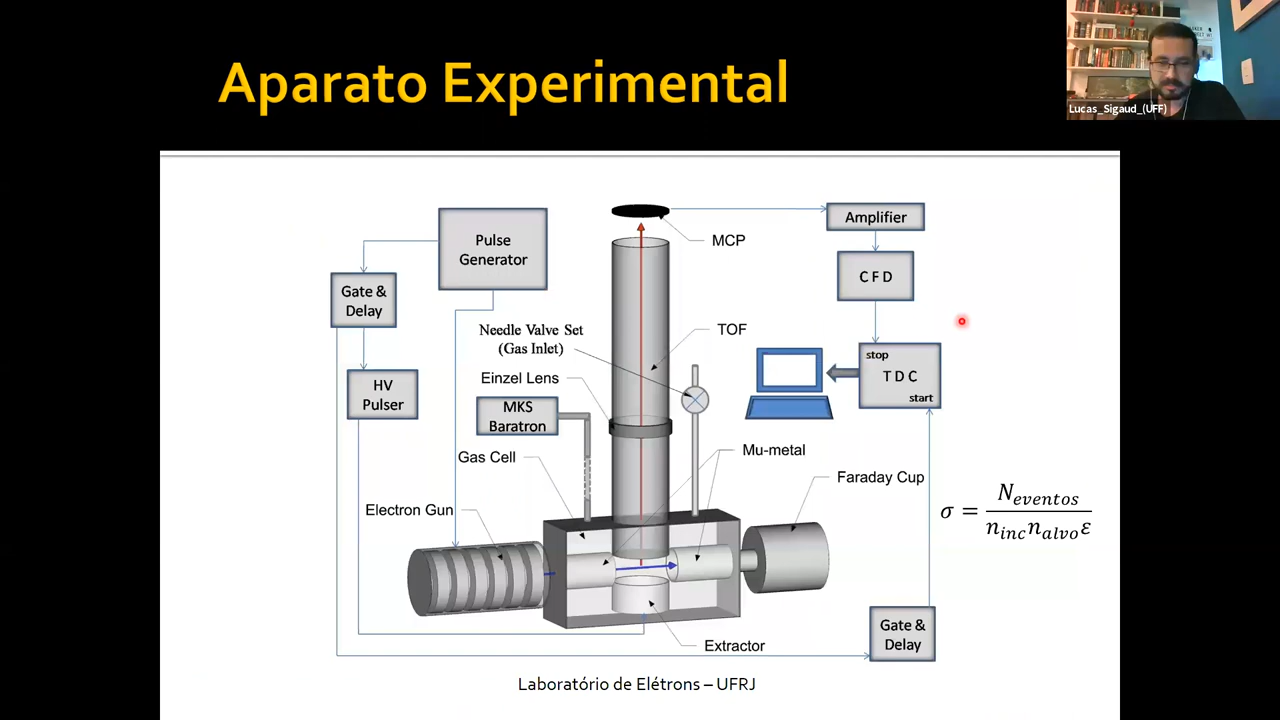 Aparato Experimental
Lucas_Sigaud_(UFF)
Pulse
Generator
MCP
Amplifier
C F D
Gate &
Delay
Needle Valve Set
(Gas Inlet)
TOF
stop
T D C
start
Einzel Lens
HV
Pulser
MKS
Baratron
Gas Cell
Mu-metal
Faraday Cup
Electron Gun
σ = N_eventos / n_inc n_alvo ε
Extractor
Gate &
Delay
Laboratório de Elétrons – UFRJ